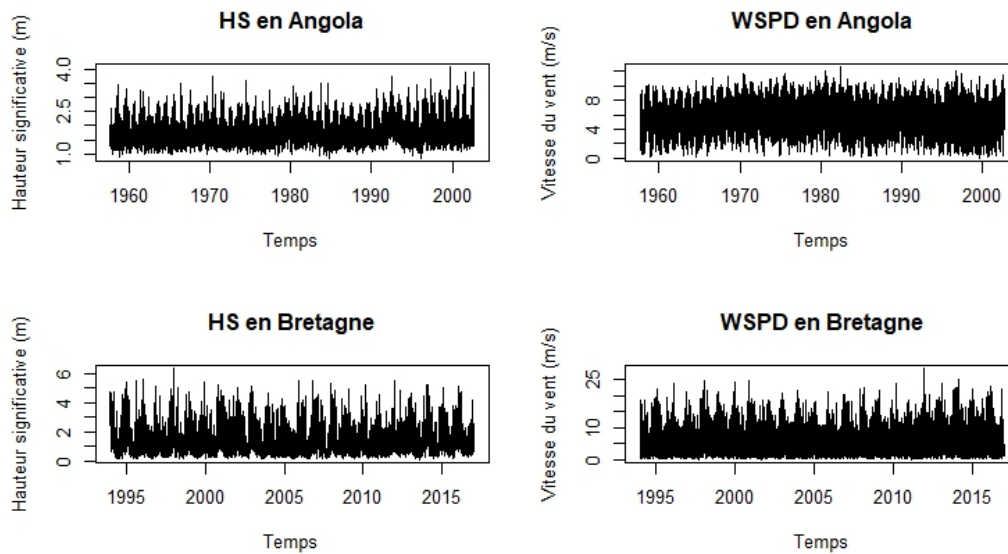 HS en Angola
Hauteur significative (m)
1.0 2.5 4.0
1960 1970 1980 1990 2000
Temps
WSPD en Angola
Vitesse du vent (m/s)
0 4 8
1960 1970 1980 1990 2000
Temps
HS en Bretagne
Hauteur significative (m)
0 2 4 6
1995 2000 2005 2010 2015
Temps
WSPD en Bretagne
Vitesse du vent (m/s)
0 10 25
1995 2000 2005 2010 2015
Temps